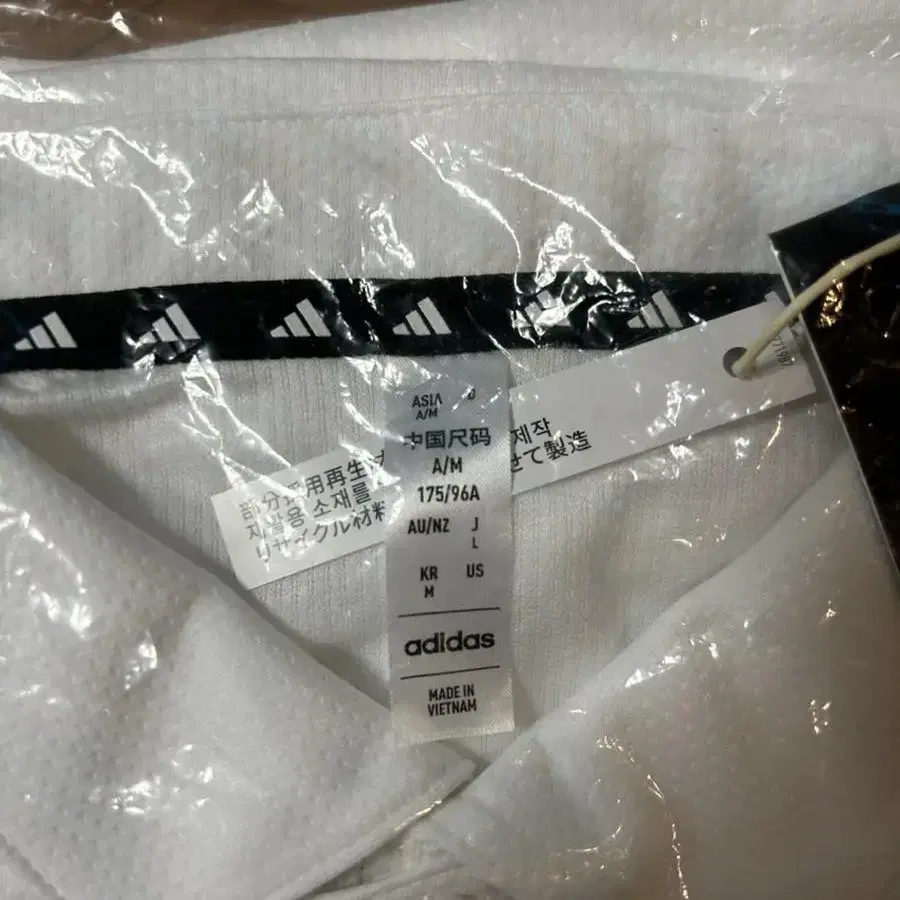 ASIA
A/M
中国尺码
A/M
175/96A
AU/NZ J
L
KR US
M
adidas
MADE IN
VIETNAM
部分采用再生
재활용 소재를 제작
リサイクル材料 せて製造